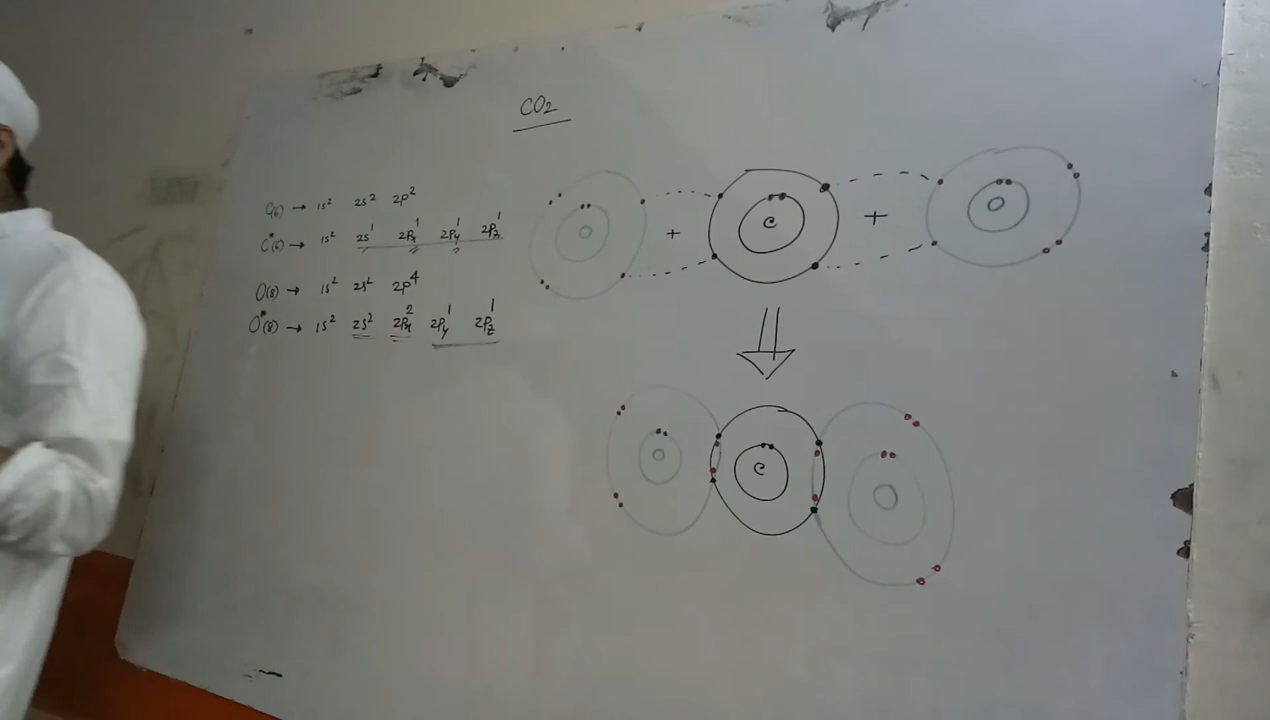 CO2
C(6) → 1s² 2s² 2p²
C*(6) → 1s² 2s¹ 2Px¹ 2Py¹ 2Pz¹
O(8) → 1s² 2s² 2p⁴
O*(8) → 1s² 2s² 2Px² 2Py¹ 2Pz¹
O + C + O
O C O